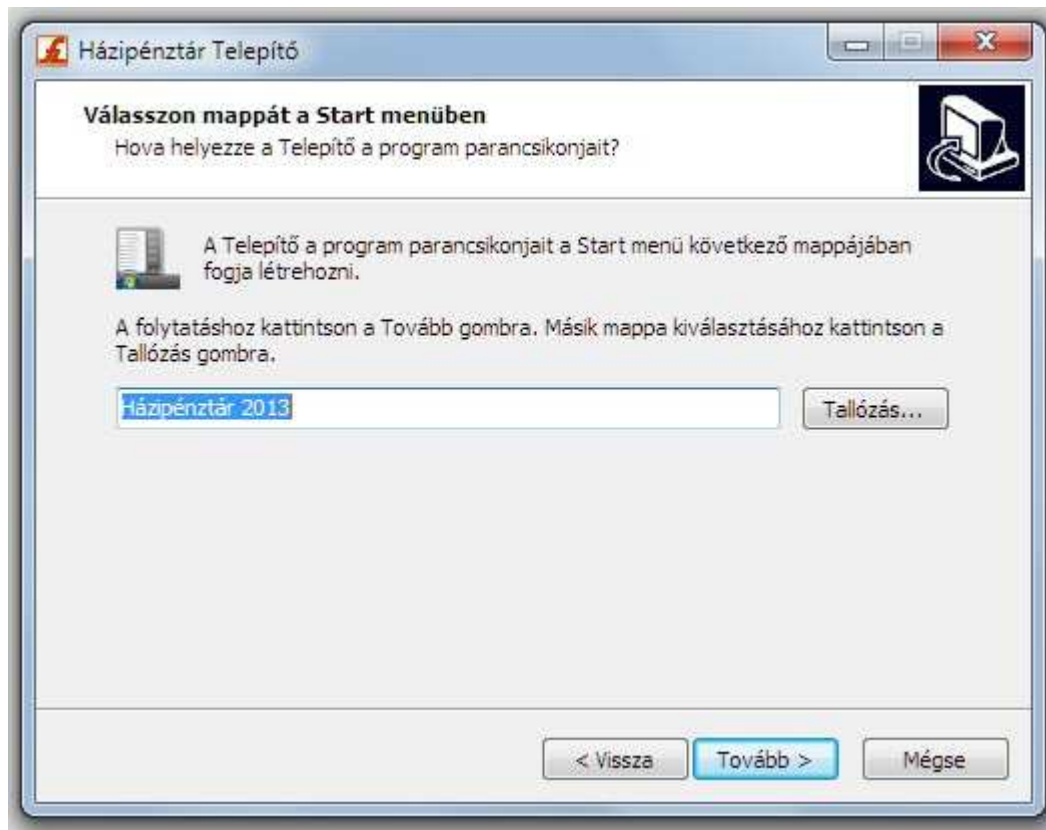 Házipénztár Telepítő
Válasszon mappát a Start menüben
Hova helyezze a Telepítő a program parancsikonjait?
A Telepítő a program parancsikonjait a Start menü következő mappájában
fogja létrehozni.
A folytatáshoz kattintson a Tovább gombra. Másik mappa kiválasztásához kattintson a
Tallózás gombra.
Házipénztár 2013
Tallózás...
< Vissza
Tovább >
Mégse